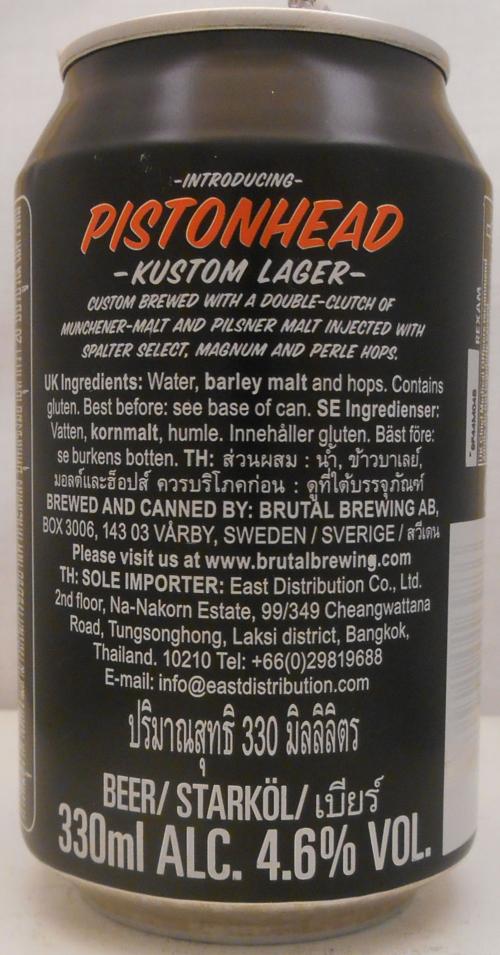 -INTRODUCING-
PISTONHEAD
-KUSTOM LAGER-
CUSTOM BREWED WITH A DOUBLE-CLUTCH OF
MUNCHENER-MALT AND PILSNER MALT INJECTED WITH
SPALTER SELECT, MAGNUM AND PERLE HOPS.
UK Ingredients: Water, barley malt and hops. Contains
gluten. Best before: see base of can. SE Ingredienser:
Vatten, kornmalt, humle. Innehåller gluten. Bäst före:
se burkens botten. TH: ส่วนผสม : น้ำ, ข้าวบาเลย์,
มอลต์และฮ็อปส์ ควรบริโภคก่อน : ดูที่ใต้บรรจุภัณฑ์
BREWED AND CANNED BY: BRUTAL BREWING AB,
BOX 3006, 143 03 VÅRBY, SWEDEN / SVERIGE / สวีเดน
Please visit us at www.brutalbrewing.com
TH: SOLE IMPORTER: East Distribution Co., Ltd.
2nd floor, Na-Nakorn Estate, 99/349 Cheangwattana
Road, Tungsonghong, Laksi district, Bangkok,
Thailand. 10210 Tel: +66(0)29819688
E-mail: info@eastdistribution.com
ปริมาณสุทธิ 330 มิลลิลิตร
BEER/ STARKÖL/ เบียร์
330ml ALC. 4.6% VOL.
REXAM